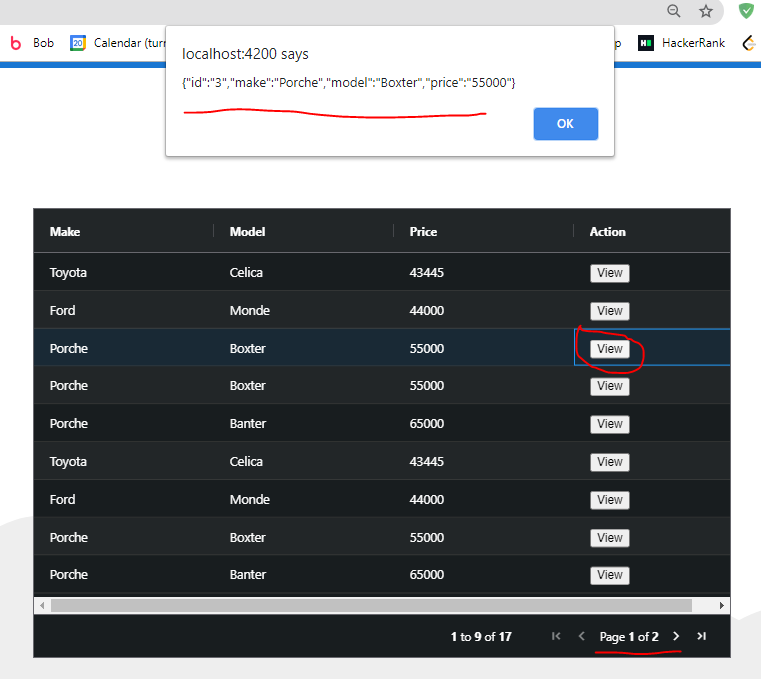 Bob 20 Calendar (turn p HackerRank
localhost:4200 says
{"id":"3","make":"Porche","model":"Boxter","price":"55000"}
OK
Make Model Price Action
Toyota Celica 43445 View
Ford Monde 44000 View
Porche Boxter 55000 View
Porche Boxter 55000 View
Porche Banter 65000 View
Toyota Celica 43445 View
Ford Monde 44000 View
Porche Boxter 55000 View
Porche Banter 65000 View
1 to 9 of 17 Page 1 of 2